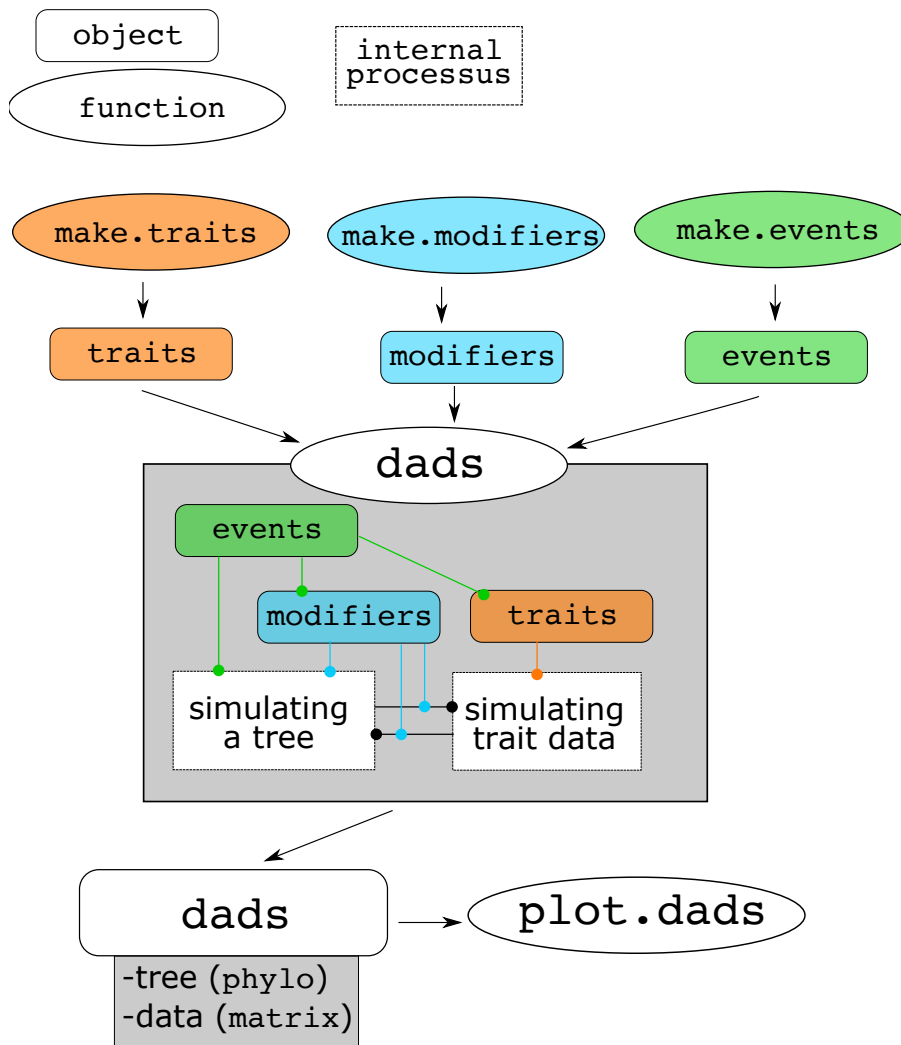 object
internal
processus
function
make.traits
make.modifiers
make.events
traits
modifiers
events
dads
events
modifiers
traits
simulating
a tree
simulating
trait data
dads
plot.dads
-tree (phylo)
-data (matrix)